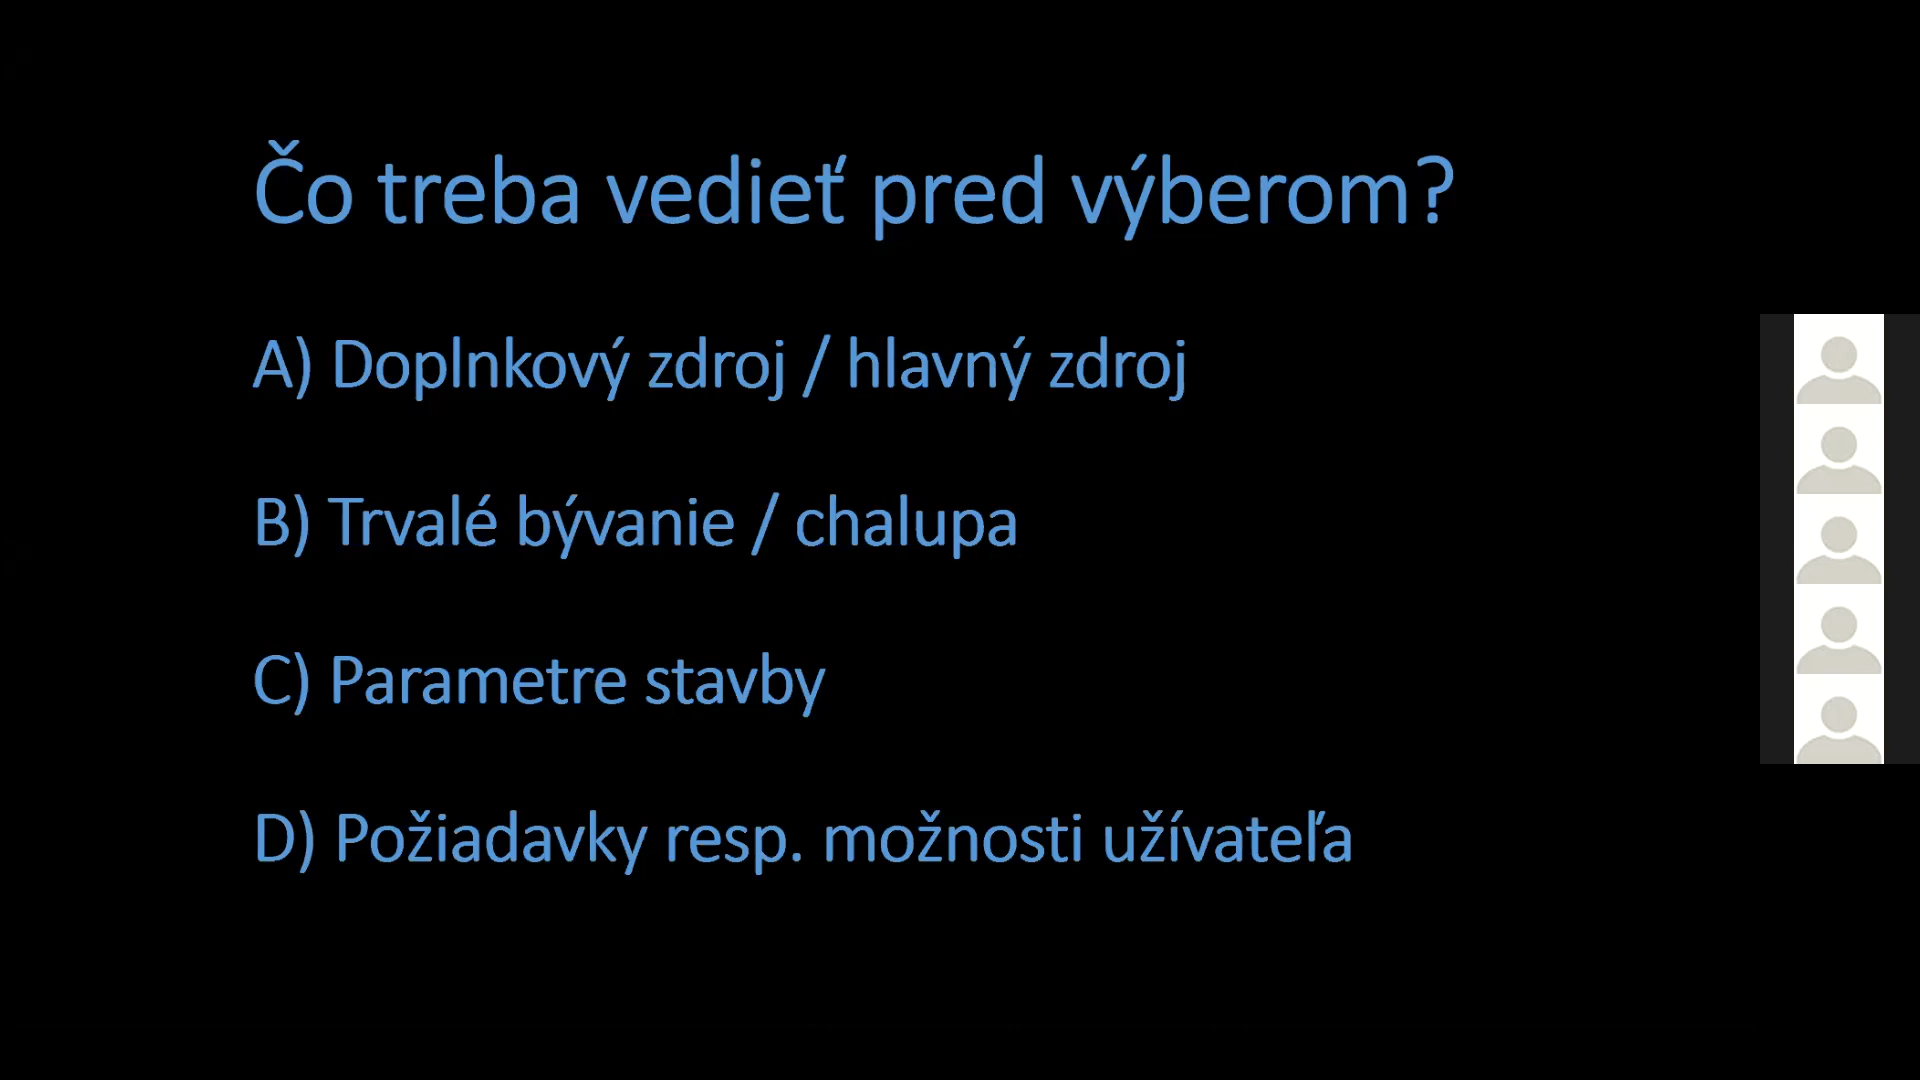 Čo treba vedieť pred výberom?
A) Doplnkový zdroj / hlavný zdroj
B) Trvalé bývanie / chalupa
C) Parametre stavby
D) Požiadavky resp. možnosti užívateľa